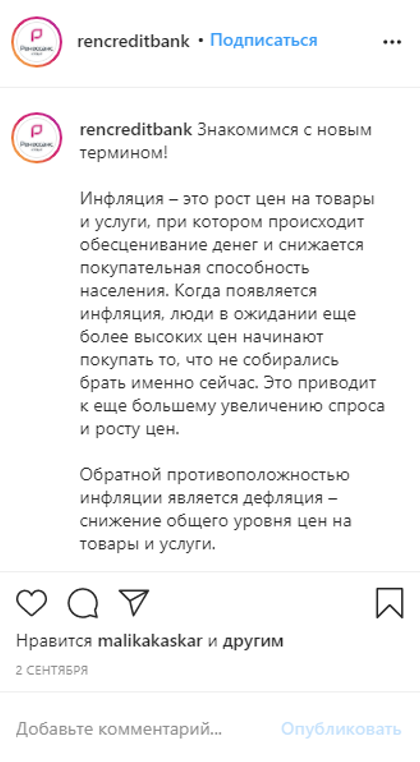 Ренессанс
rencreditbank • Подписаться
Ренессанс
rencreditbank Знакомимся с новым
термином!
Инфляция – это рост цен на товары
и услуги, при котором происходит
обесценивание денег и снижается
покупательная способность
населения. Когда появляется
инфляция, люди в ожидании еще
более высоких цен начинают
покупать то, что не собирались
брать именно сейчас. Это приводит
к еще большему увеличению спроса
и росту цен.
Обратной противоположностью
инфляции является дефляция –
снижение общего уровня цен на
товары и услуги.
Нравится malikakaskar и другим
2 СЕНТЯБРЯ
Добавьте комментарий... Опубликовать